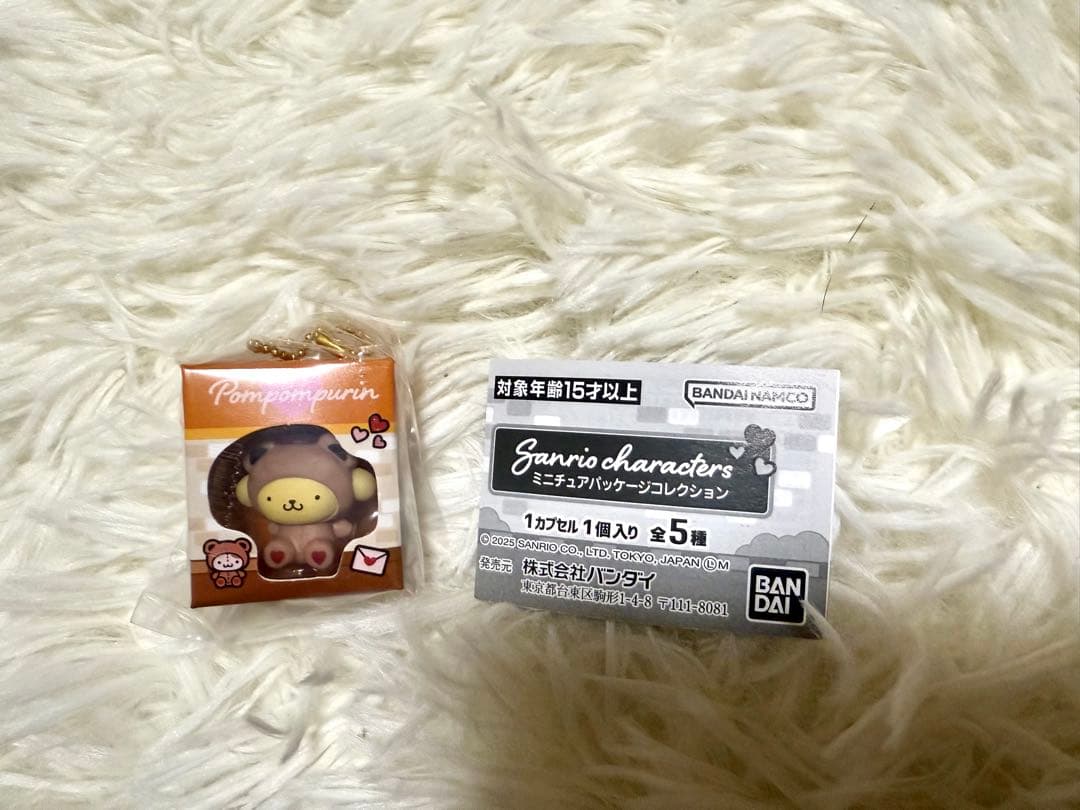 Pompompurin
対象年齢15才以上
BANDAI NAMCO
Sanrio characters
ミニチュアパッケージコレクション
1カプセル1個入り 全5種
© 2025 SANRIO CO., LTD. TOKYO, JAPAN Ⓛ M
発売元 株式会社バンダイ
東京都台東区駒形1-4-8 〒111-8081
BAN
DAI